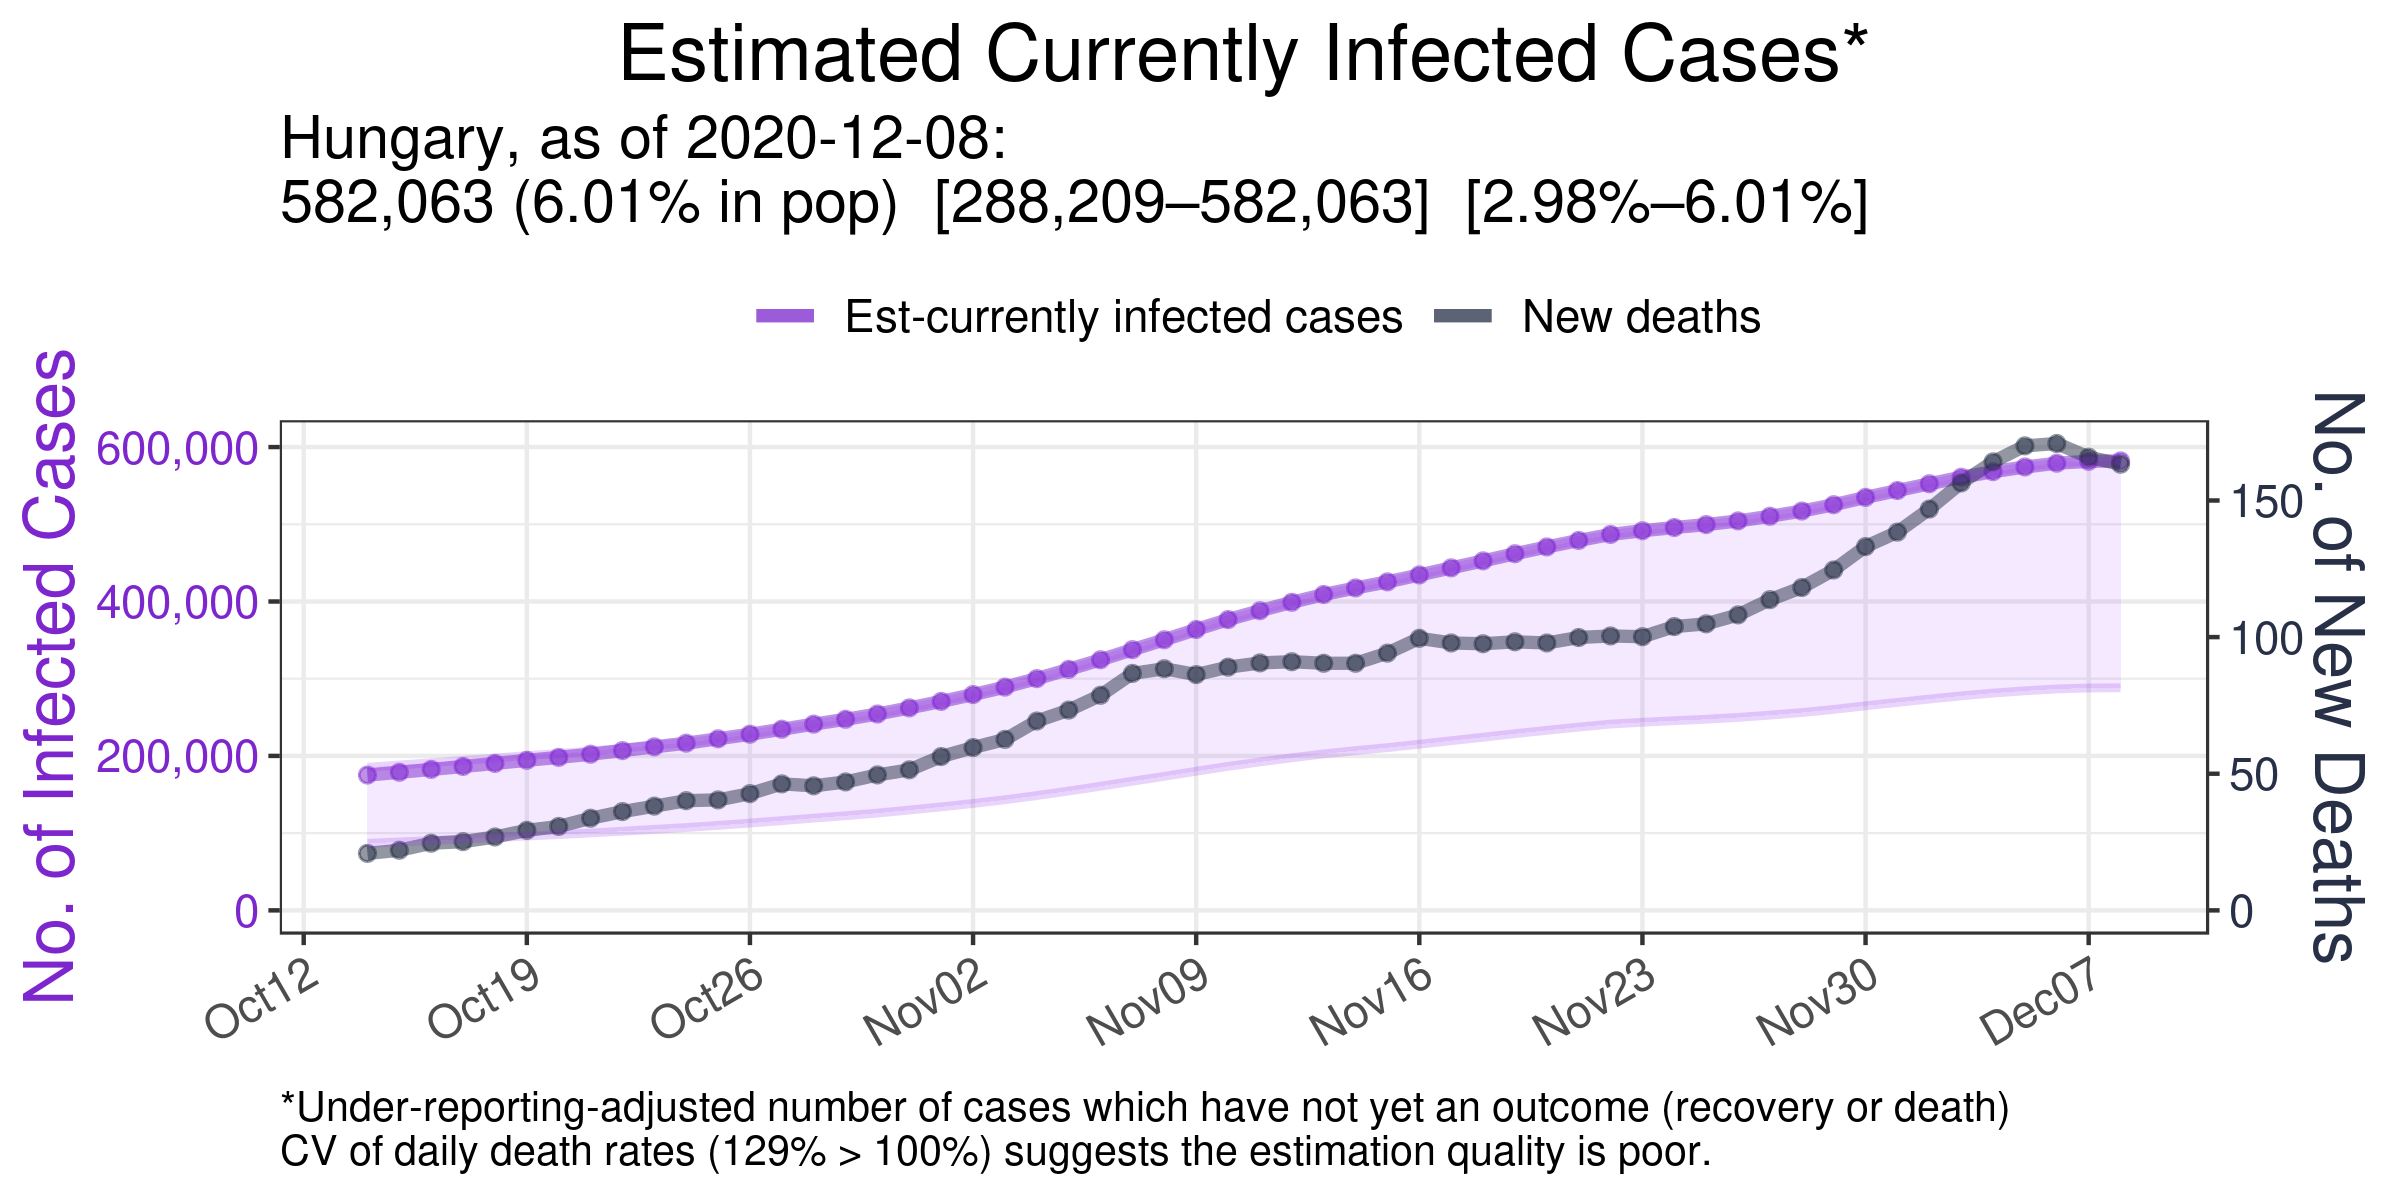 Estimated Currently Infected Cases*
Hungary, as of 2020-12-08:
582,063 (6.01% in pop) [288,209–582,063] [2.98%–6.01%]
Est-currently infected cases New deaths
No. of Infected Cases
600,000
400,000
200,000
0
No. of New Deaths
150
100
50
0
Oct12 Oct19 Oct26 Nov02 Nov09 Nov16 Nov23 Nov30 Dec07
*Under-reporting-adjusted number of cases which have not yet an outcome (recovery or death)
CV of daily death rates (129% > 100%) suggests the estimation quality is poor.